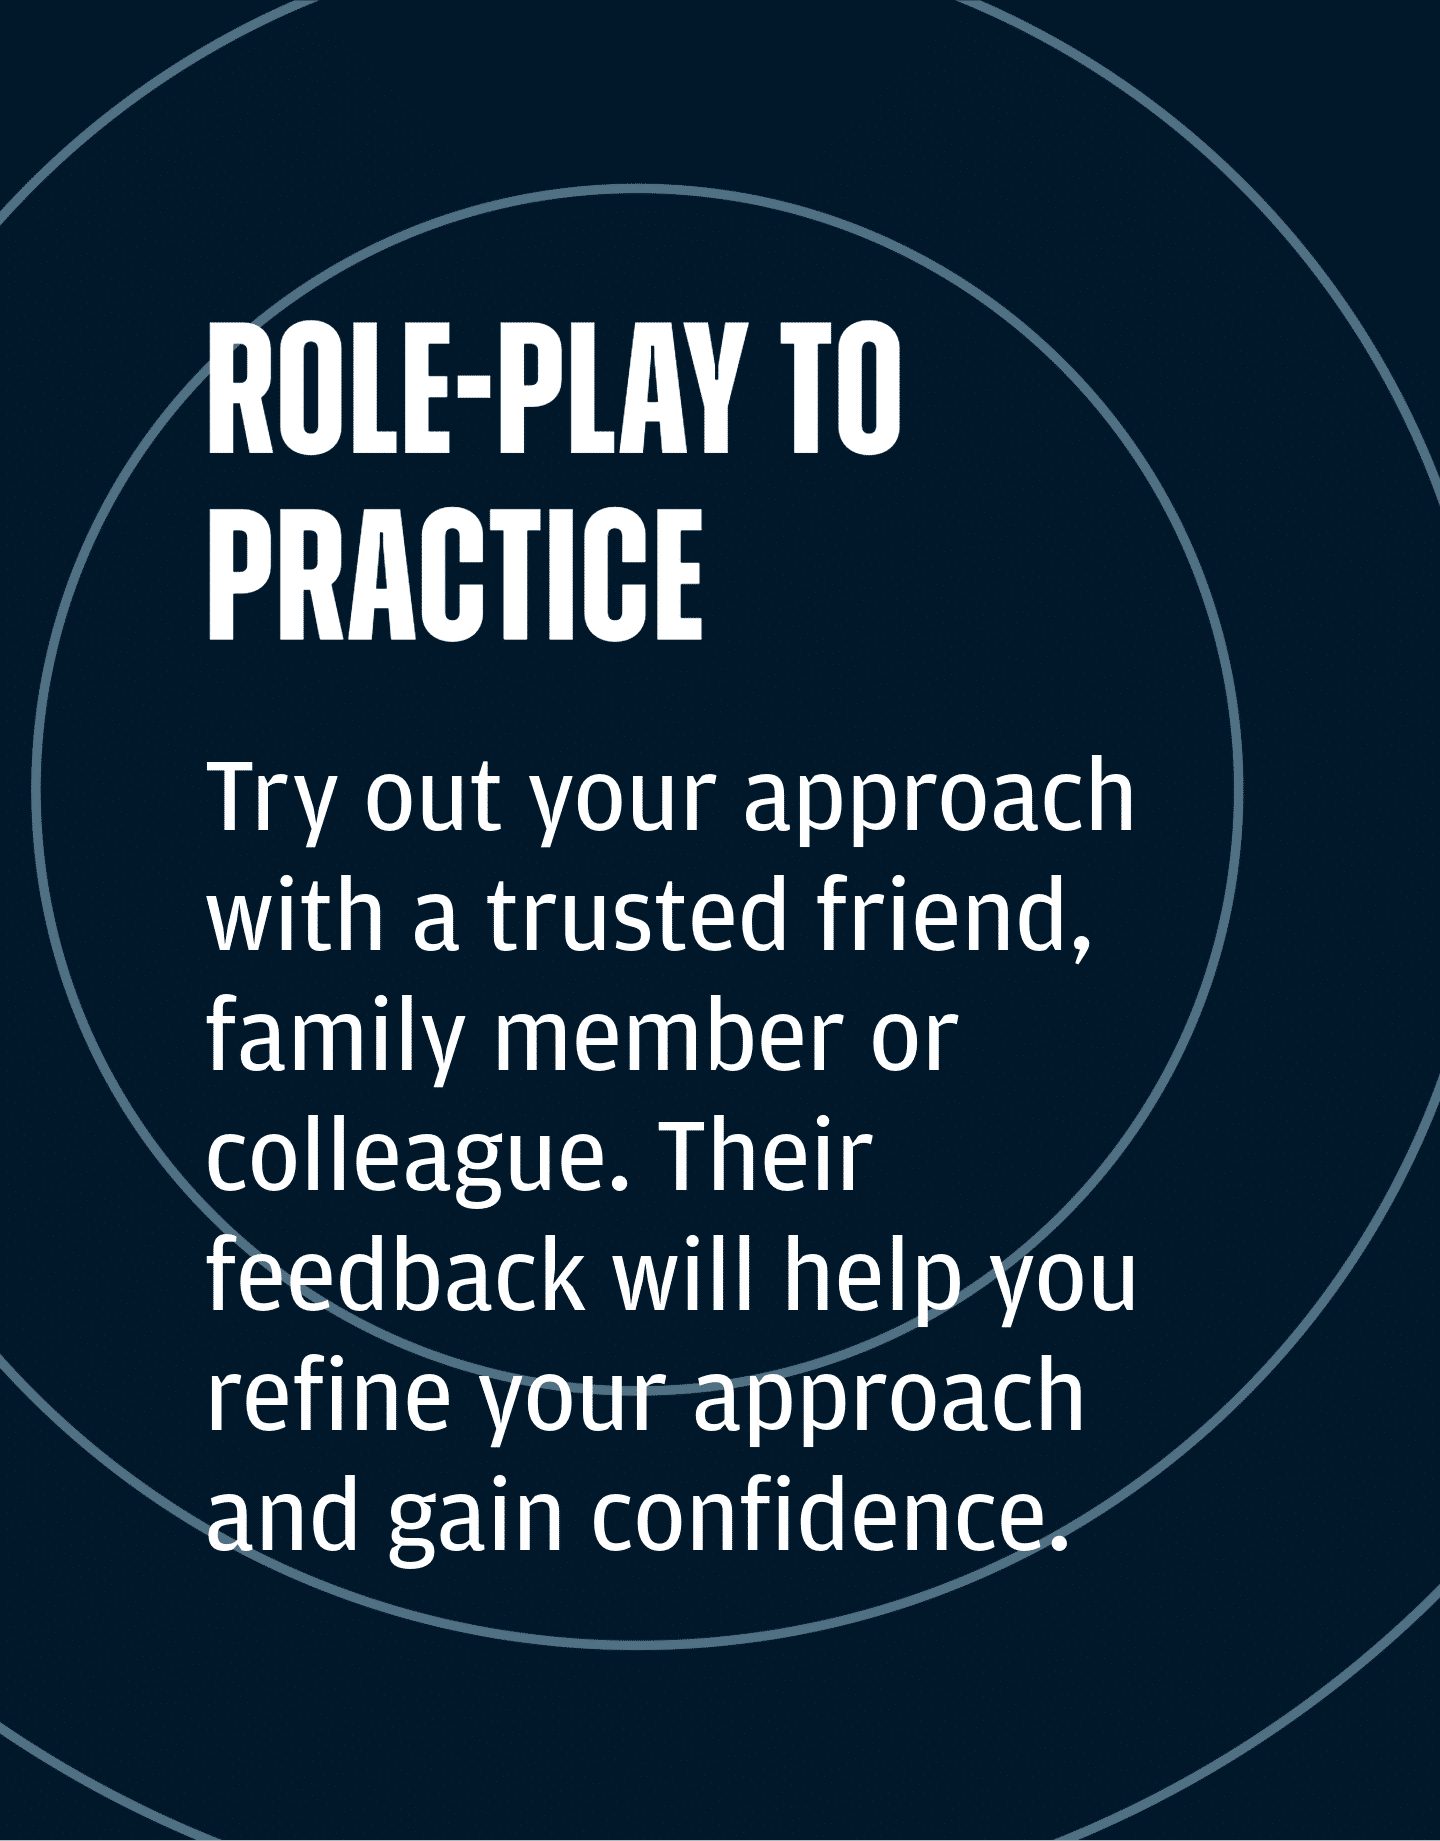 ROLE-PLAY TO
PRACTICE
Try out your approach
with a trusted friend,
family member or
colleague. Their
feedback will help you
refine your approach
and gain confidence.